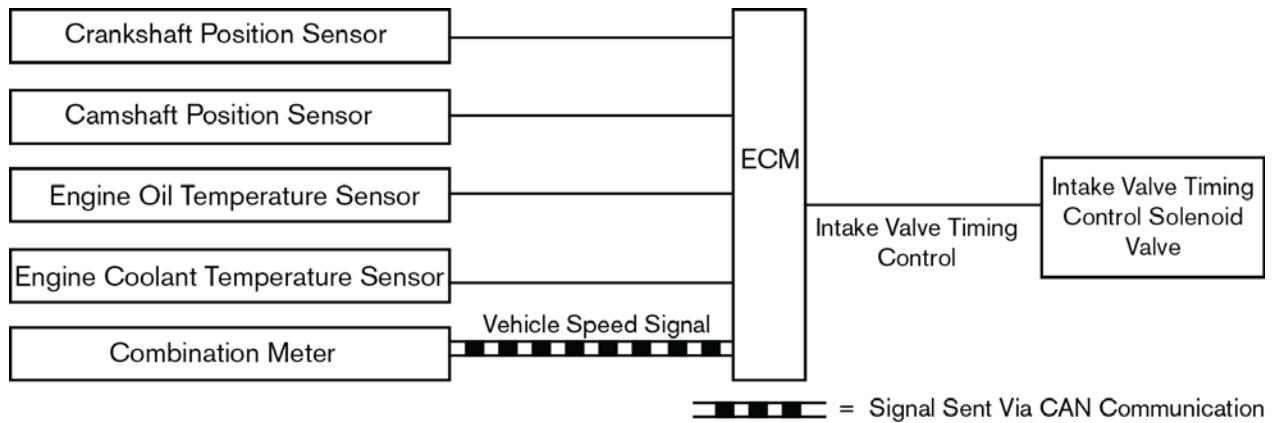 Crankshaft Position Sensor
Camshaft Position Sensor
Engine Oil Temperature Sensor
Engine Coolant Temperature Sensor
Combination Meter
Vehicle Speed Signal
ECM
Intake Valve Timing
Control
Intake Valve Timing
Control Solenoid
Valve
= Signal Sent Via CAN Communication